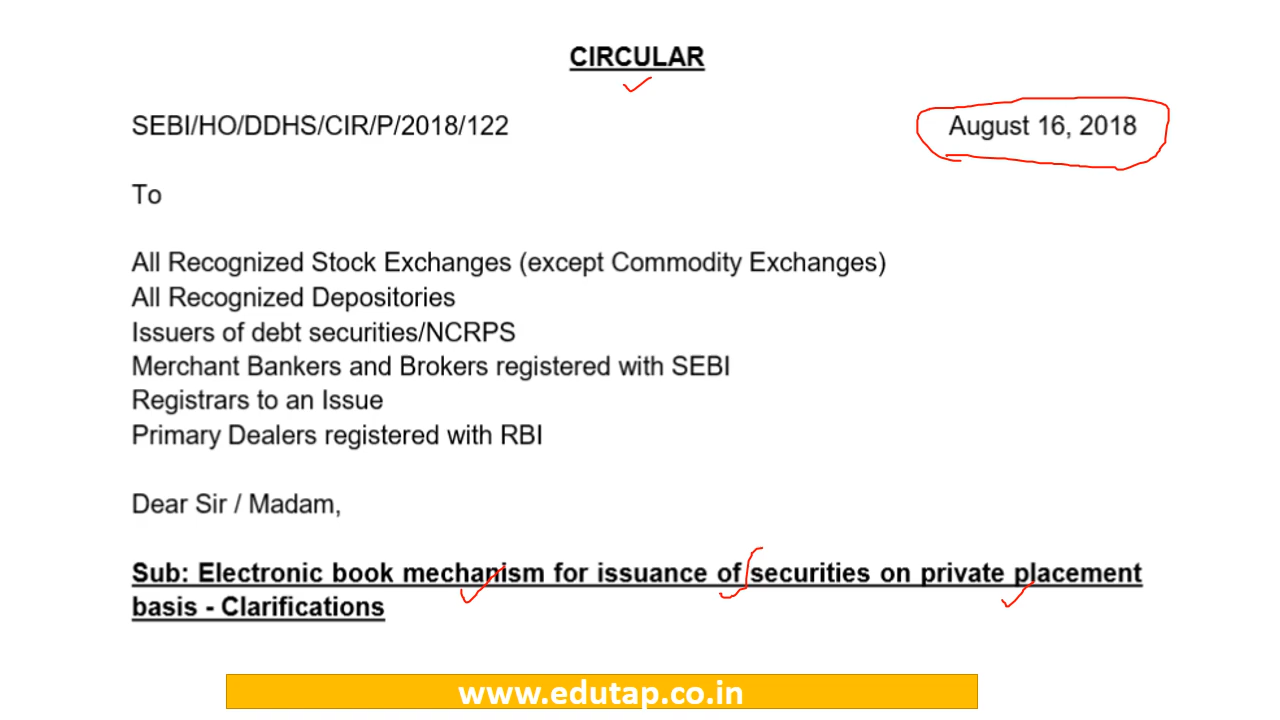 CIRCULAR
SEBI/HO/DDHS/CIR/P/2018/122 August 16, 2018
To
All Recognized Stock Exchanges (except Commodity Exchanges)
All Recognized Depositories
Issuers of debt securities/NCRPS
Merchant Bankers and Brokers registered with SEBI
Registrars to an Issue
Primary Dealers registered with RBI
Dear Sir / Madam,
Sub: Electronic book mechanism for issuance of securities on private placement
basis - Clarifications
www.edutap.co.in